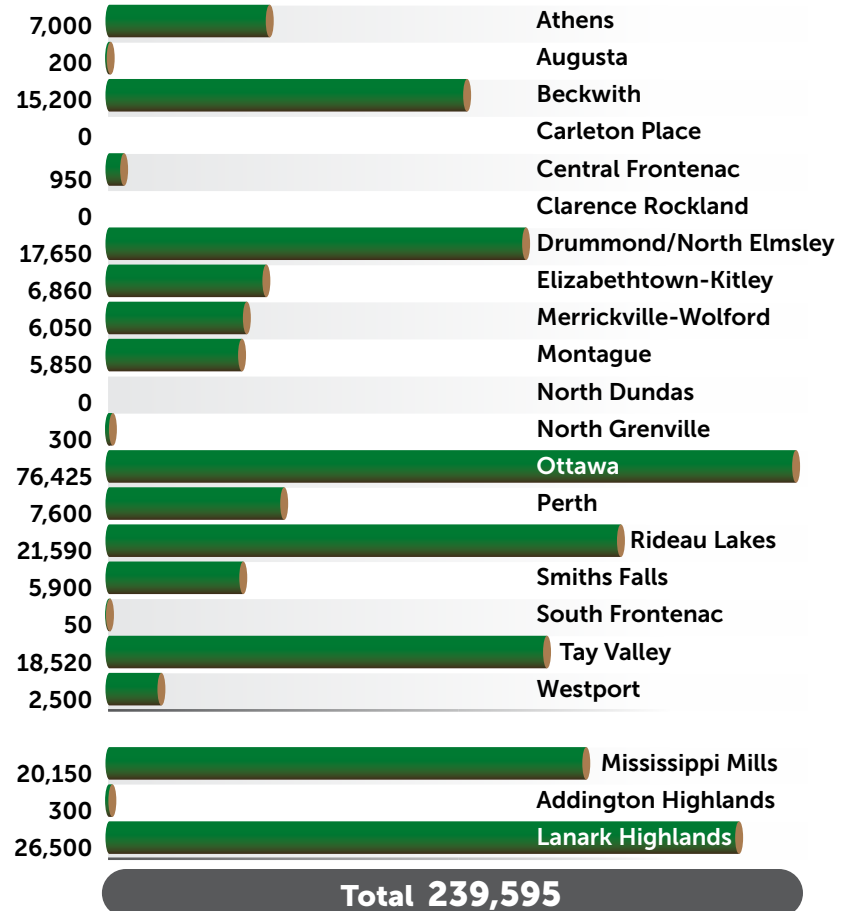 7,000 Athens
200 Augusta
15,200 Beckwith
0 Carleton Place
950 Central Frontenac
0 Clarence Rockland
17,650 Drummond/North Elmsley
6,860 Elizabethtown-Kitley
6,050 Merrickville-Wolford
5,850 Montague
0 North Dundas
300 North Grenville
76,425 Ottawa
7,600 Perth
21,590 Rideau Lakes
5,900 Smiths Falls
50 South Frontenac
18,520 Tay Valley
2,500 Westport
20,150 Mississippi Mills
300 Addington Highlands
26,500 Lanark Highlands
Total 239,595